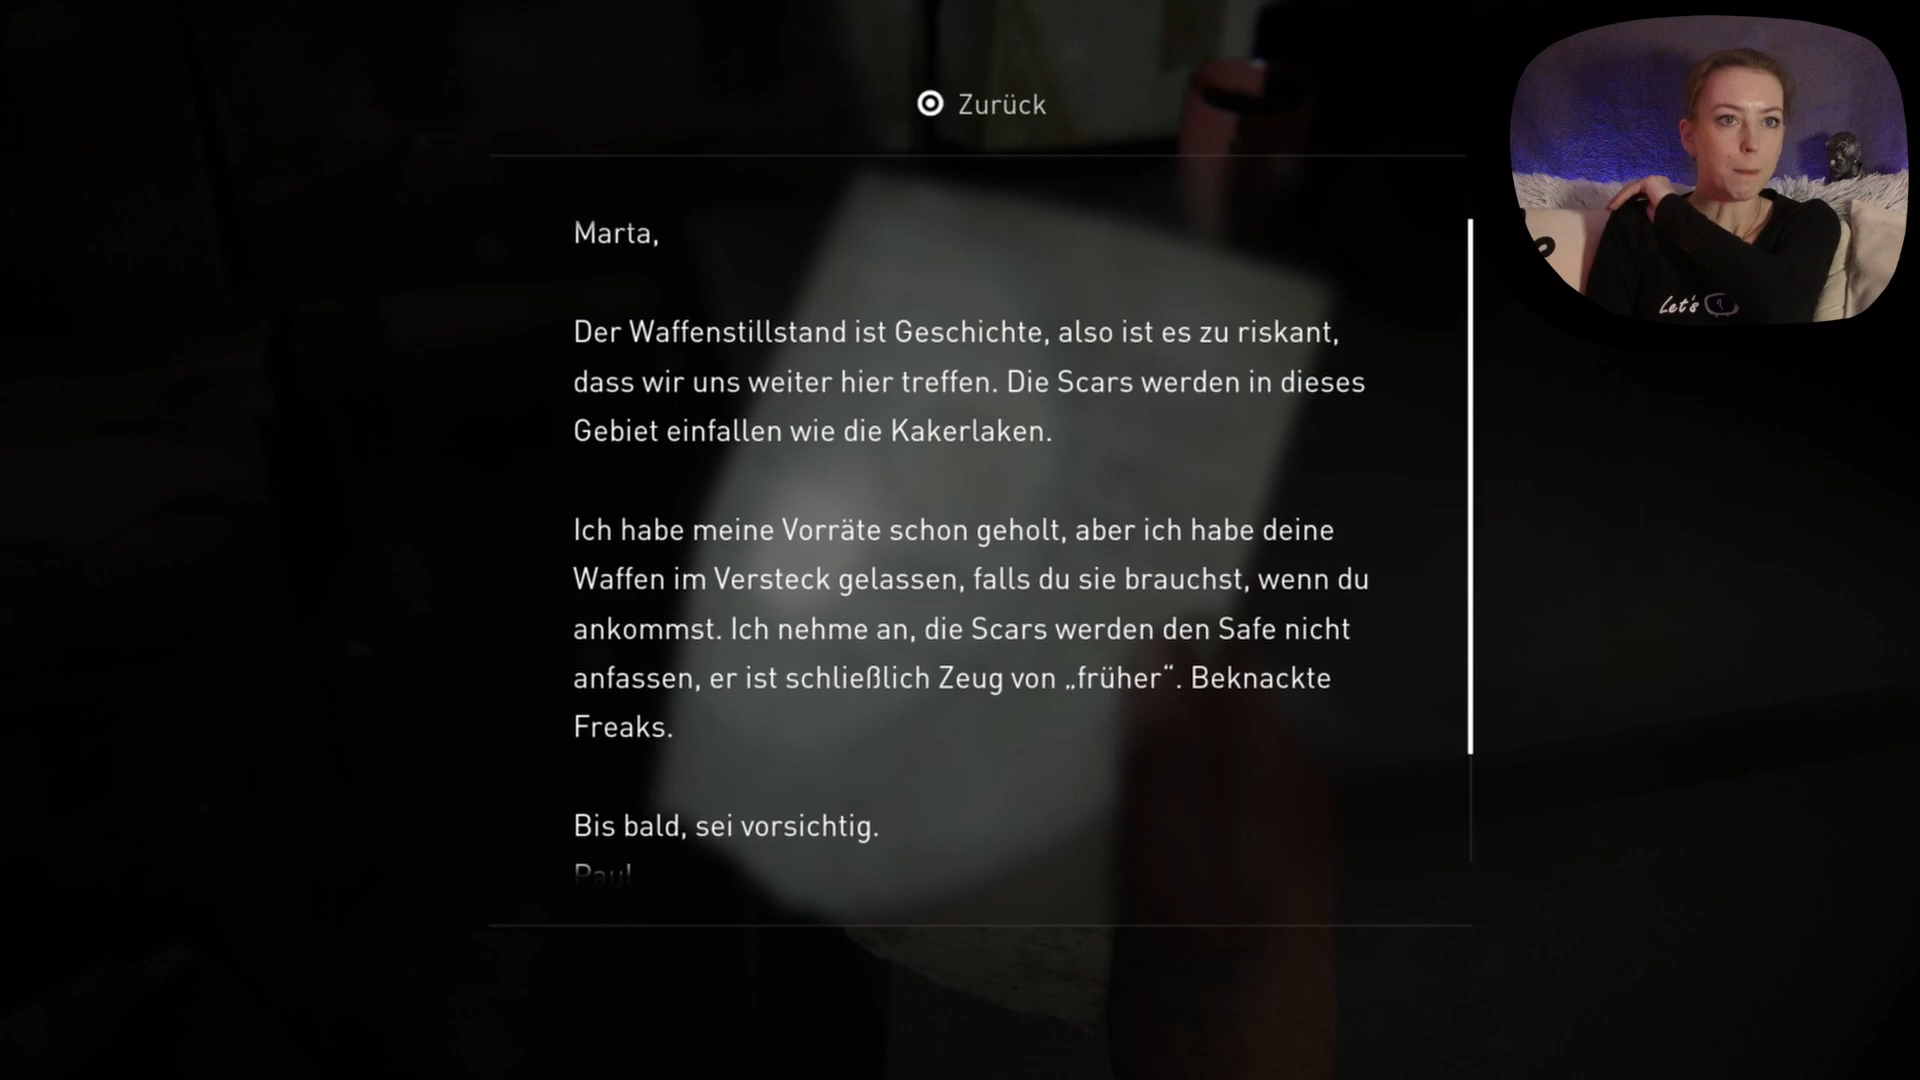 Zurück
Marta,
Der Waffenstillstand ist Geschichte, also ist es zu riskant,
dass wir uns weiter hier treffen. Die Scars werden in dieses
Gebiet einfallen wie die Kakerlaken.
Ich habe meine Vorräte schon geholt, aber ich habe deine
Waffen im Versteck gelassen, falls du sie brauchst, wenn du
ankommst. Ich nehme an, die Scars werden den Safe nicht
anfassen, er ist schließlich Zeug von „früher“. Beknackte
Freaks.
Bis bald, sei vorsichtig.
Paul
Let's